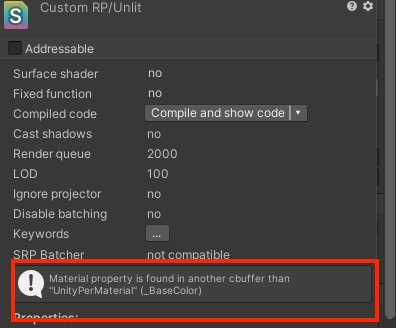 Custom RP/Unlit
Addressable
Surface shader no
Fixed function no
Compiled code Compile and show code
Cast shadows no
Render queue 2000
LOD 100
Ignore projector no
Disable batching no
Keywords ...
SRP Batcher not compatible
Material property is found in another cbuffer than
"UnityPerMaterial" (_BaseColor)
Properties: